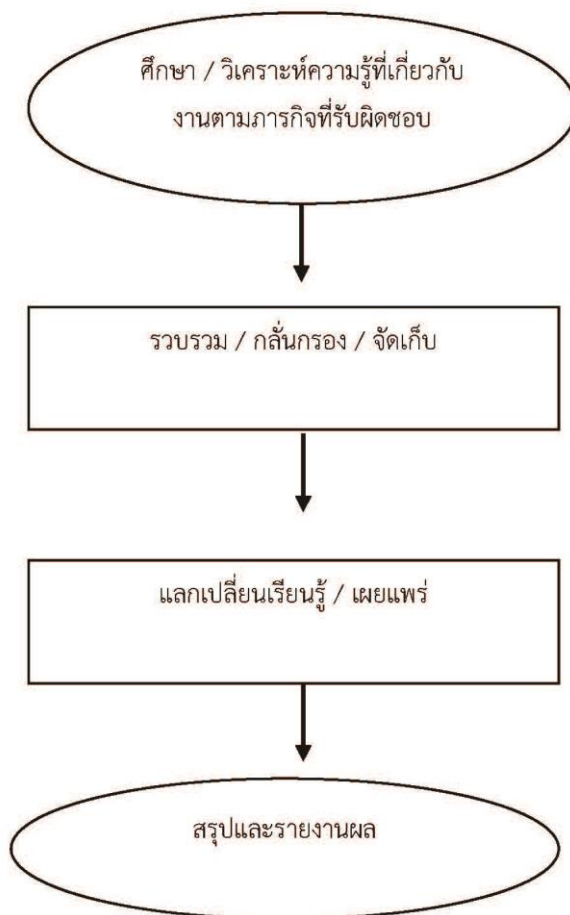 ศึกษา / วิเคราะห์ความรู้ที่เกี่ยวกับ
งานตามภารกิจที่รับผิดชอบ
รวบรวม / กลั่นกรอง / จัดเก็บ
แลกเปลี่ยนเรียนรู้ / เผยแพร่
สรุปและรายงานผล